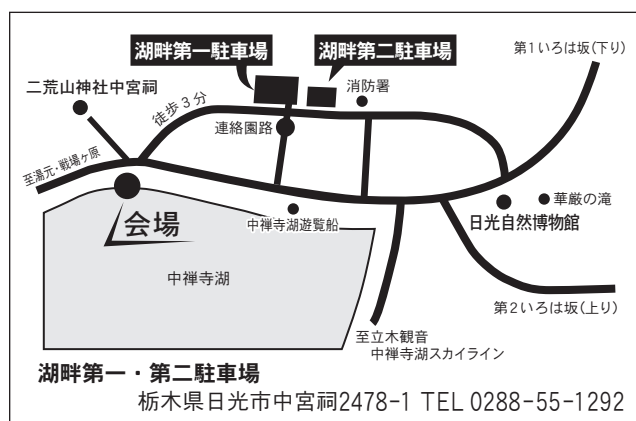 湖畔第一駐車場
湖畔第二駐車場
第1いろは坂(下り)
二荒山神社中宮祠
徒歩3分
消防署
連絡園路
至湯元・戦場ヶ原
会場
中禅寺湖遊覧船
日光自然博物館
華厳の滝
中禅寺湖
第2いろは坂(上り)
至立木観音
中禅寺湖スカイライン
湖畔第一・第二駐車場
栃木県日光市中宮祠2478-1 TEL 0288-55-1292